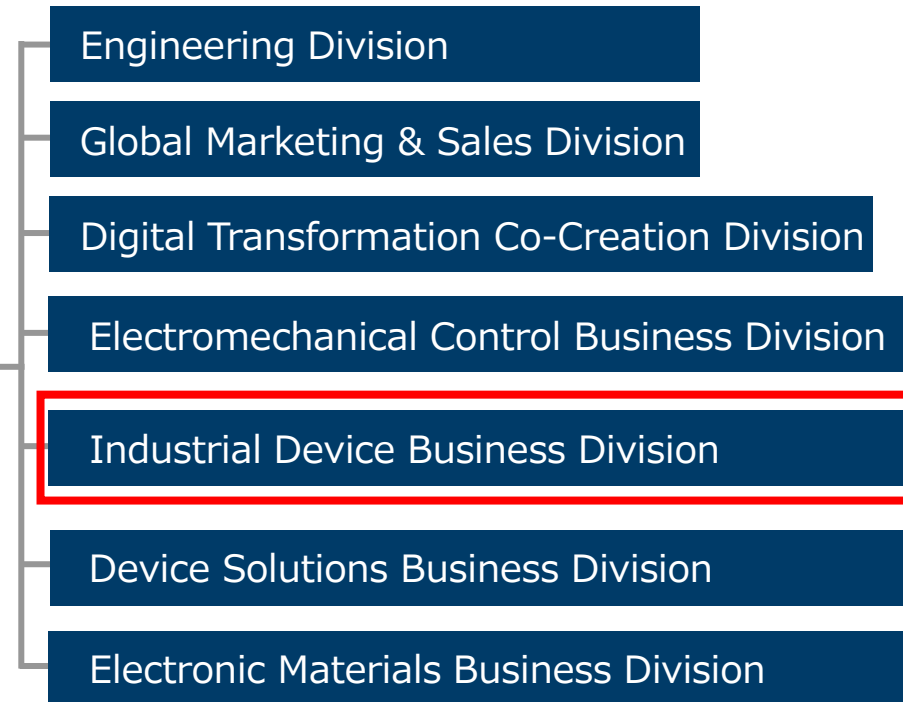 Engineering Division
Global Marketing & Sales Division
Digital Transformation Co-Creation Division
Electromechanical Control Business Division
Industrial Device Business Division
Device Solutions Business Division
Electronic Materials Business Division